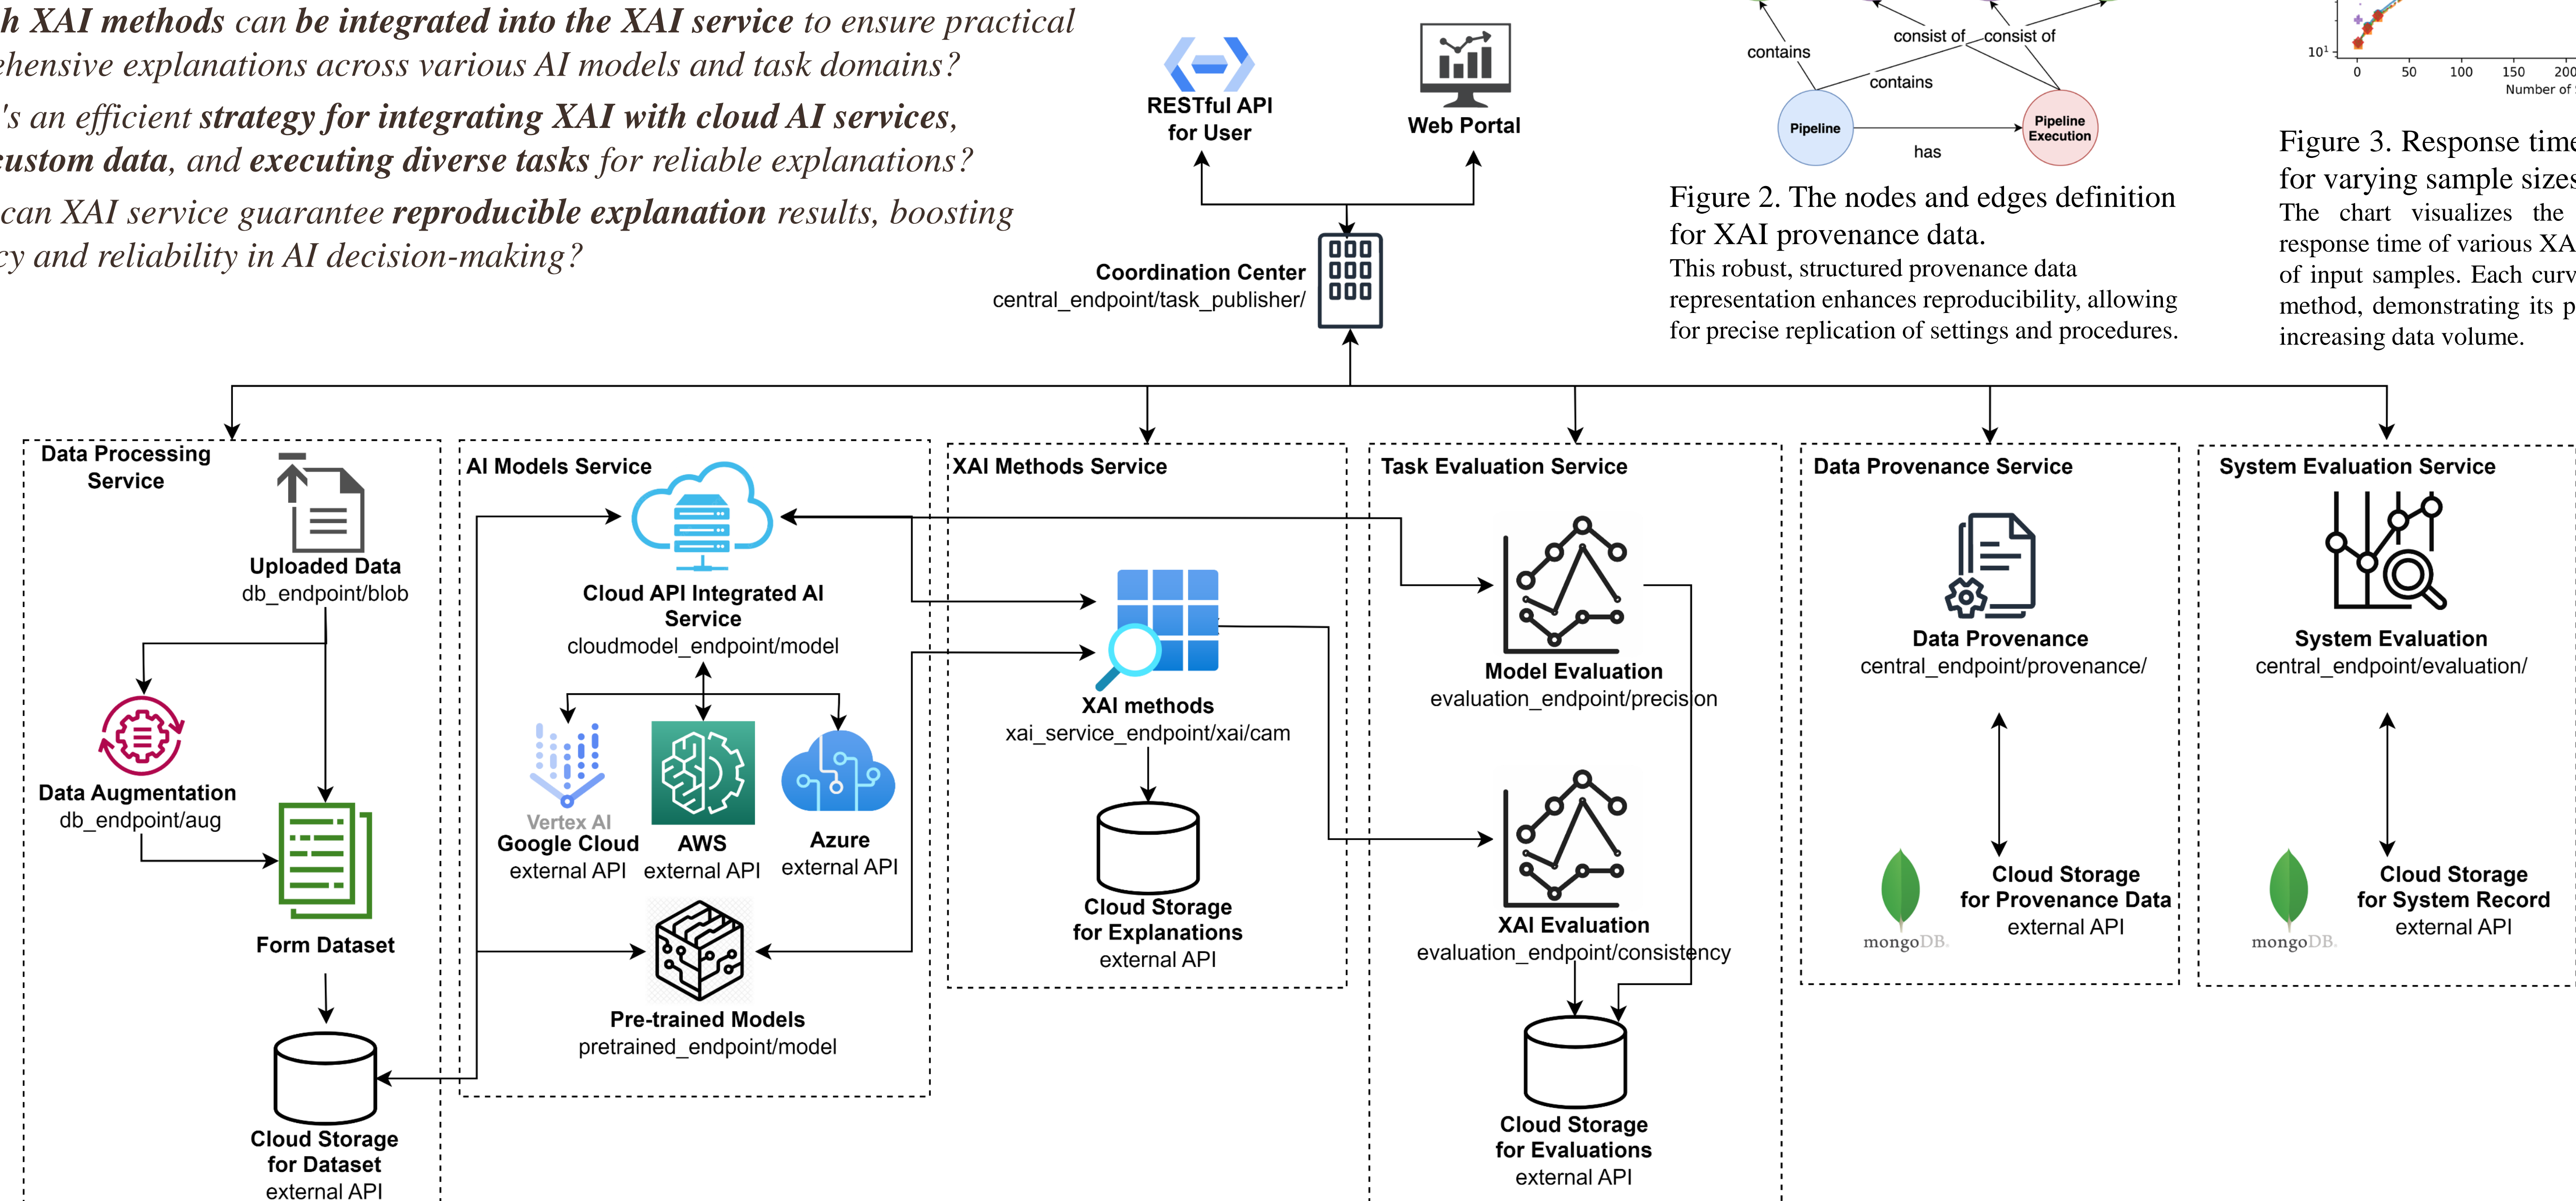 XAI methods can be integrated into the XAI service to ensure practical
explanations across various AI models and task domains?
's an efficient strategy for integrating XAI with cloud AI services,
custom data, and executing diverse tasks for reliable explanations?
can XAI service guarantee reproducible explanation results, boosting
and reliability in AI decision-making?
RESTful API
for User
Web Portal
Coordination Center
central_endpoint/task_publisher/
contains
consist of
consist of
contains
Pipeline
has
Pipeline
Execution
Figure 2. The nodes and edges definition
for XAI provenance data.
This robust, structured provenance data
representation enhances reproducibility, allowing
for precise replication of settings and procedures.
10¹
0 50 100 150 200
Number of
Figure 3. Response time
for varying sample sizes
The chart visualizes the
response time of various XA
of input samples. Each curv
method, demonstrating its p
increasing data volume.
Data Processing
Service
Uploaded Data
db_endpoint/blob
Data Augmentation
db_endpoint/aug
Form Dataset
Cloud Storage
for Dataset
external API
AI Models Service
Cloud API Integrated AI
Service
cloudmodel_endpoint/model
Vertex AI
Google Cloud
external API
AWS
external API
Azure
external API
Pre-trained Models
pretrained_endpoint/model
XAI Methods Service
XAI methods
xai_service_endpoint/xai/cam
Cloud Storage
for Explanations
external API
Task Evaluation Service
Model Evaluation
evaluation_endpoint/precision
XAI Evaluation
evaluation_endpoint/consistency
Cloud Storage
for Evaluations
external API
Data Provenance Service
Data Provenance
central_endpoint/provenance/
mongoDB.
Cloud Storage
for Provenance Data
external API
System Evaluation Service
System Evaluation
central_endpoint/evaluation/
mongoDB.
Cloud Storage
for System Record
external API